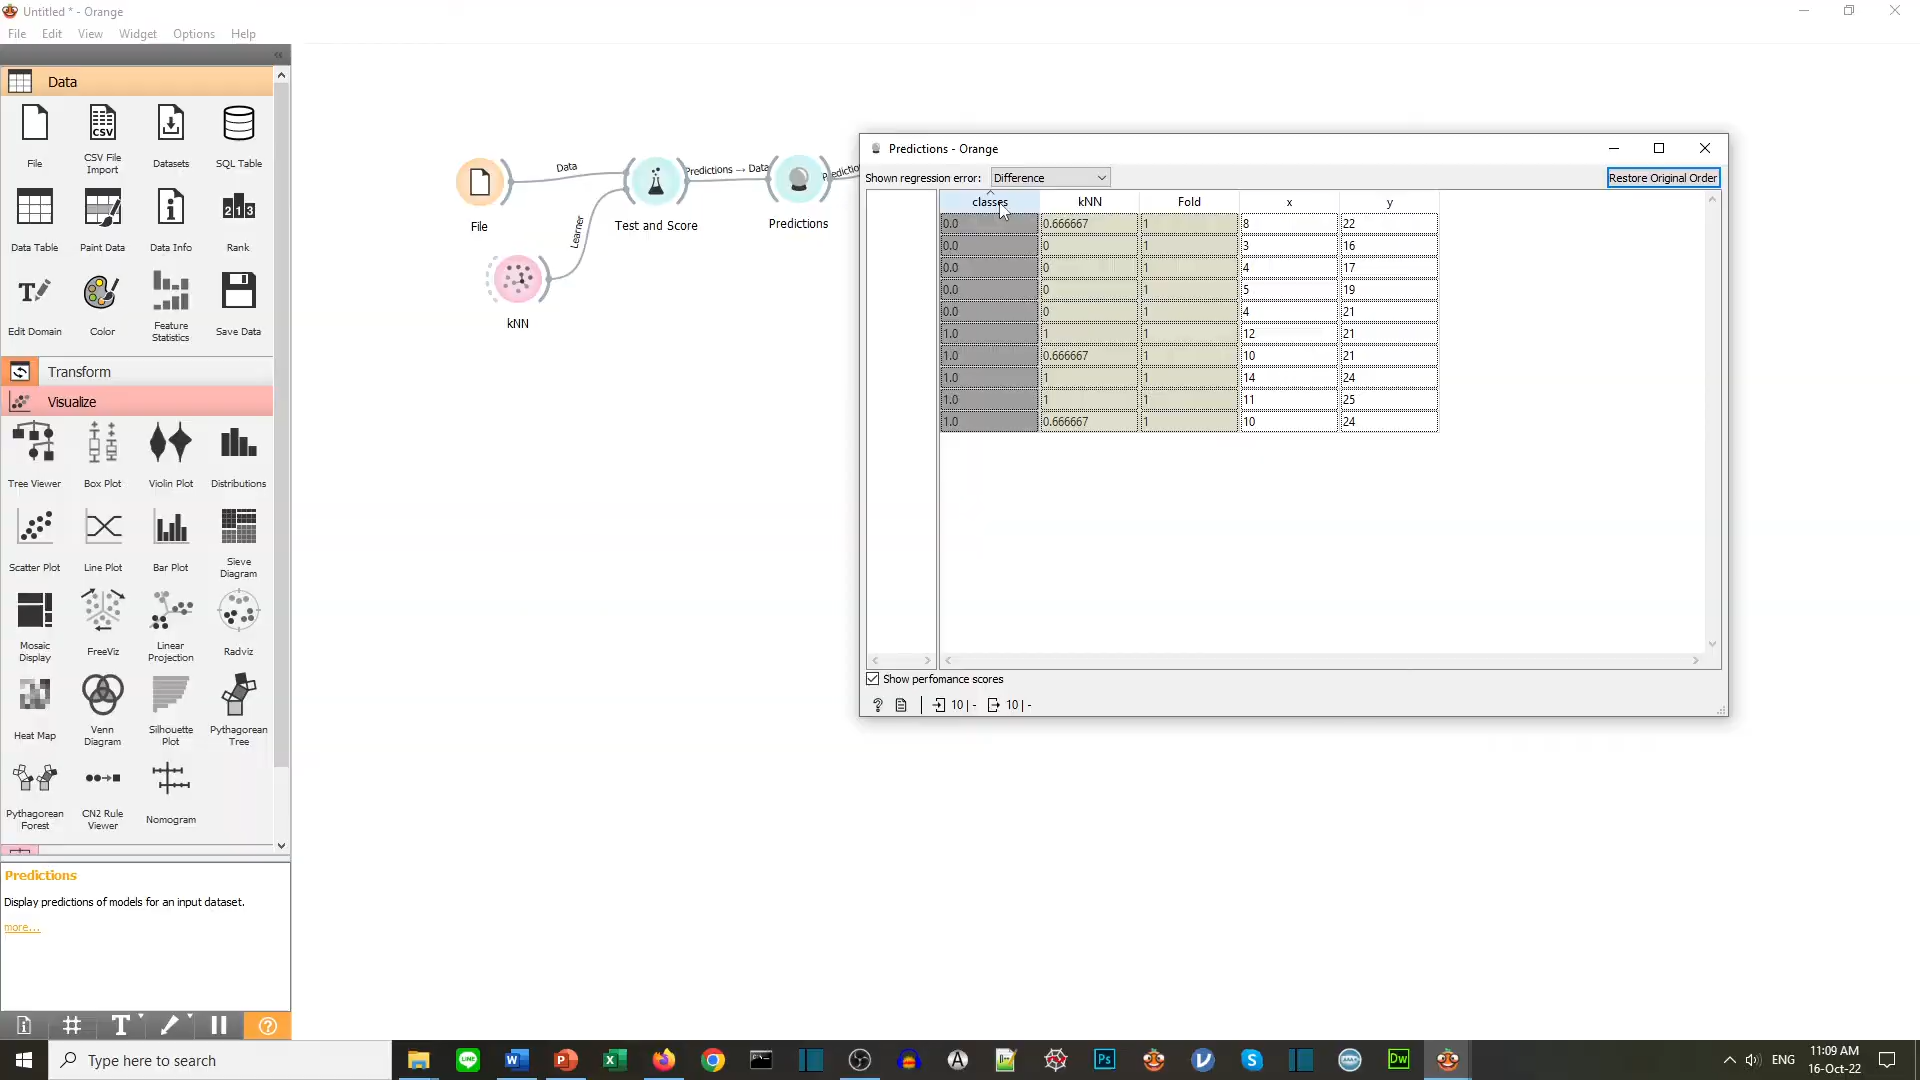 Untitled * - Orange
File Edit View Widget Options Help
Data
File CSV File Import Datasets SQL Table
Data Table Paint Data Data Info Rank
Edit Domain Color Feature Statistics Save Data
Transform
Visualize
Tree Viewer Box Plot Violin Plot Distributions
Scatter Plot Line Plot Bar Plot Sieve Diagram
Mosaic Display FreeViz Linear Projection Radviz
Heat Map Venn Diagram Silhouette Plot Pythagorean Tree
Pythagorean Forest CN2 Rule Viewer Nomogram
Predictions
Display predictions of models for an input dataset.
more...
Data
Predictions → Data
Learner
File
Test and Score
Predictions
kNN
Predictions - Orange
Shown regression error: Difference Restore Original Order
classes kNN Fold x y
0.0 0.666667 1 8 22
0.0 0 1 3 16
0.0 0 1 4 17
0.0 0 1 5 19
0.0 0 1 4 21
1.0 1 1 12 21
1.0 0.666667 1 10 21
1.0 1 1 14 24
1.0 1 1 11 25
1.0 0.666667 1 10 24
Show perfomance scores
? 10 | - 10 | -
Type here to search
ENG
11:09 AM
16-Oct-22